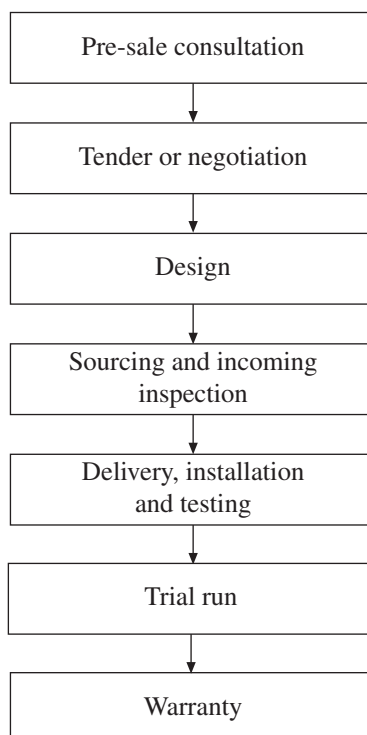 Pre-sale consultation
Tender or negotiation
Design
Sourcing and incoming
inspection
Delivery, installation
and testing
Trial run
Warranty